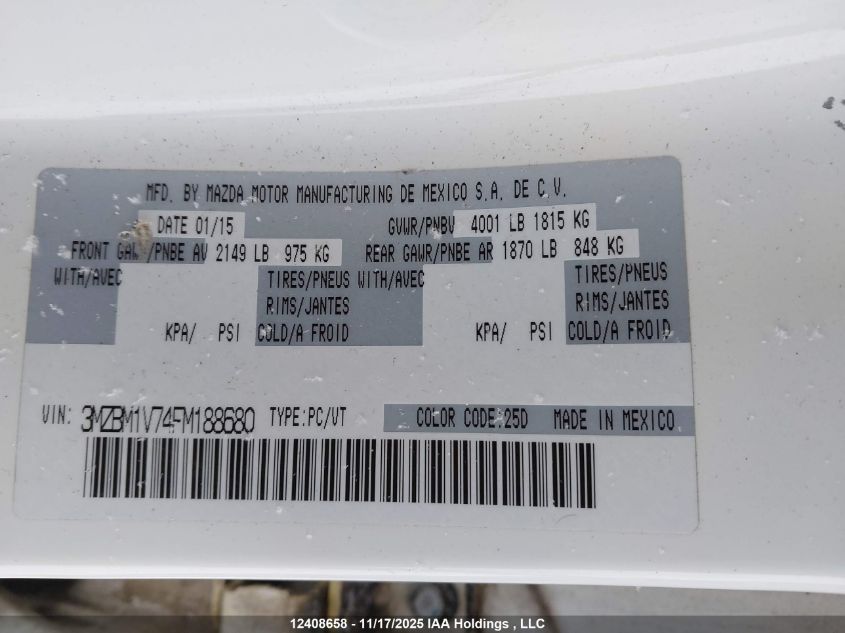 MFD. BY MAZDA MOTOR MANUFACTURING DE MEXICO S.A. DE C.V.
DATE 01/15 GVWR/PNBV 4001 LB 1815 KG
FRONT GAWR/PNBE AV 2149 LB 975 KG REAR GAWR/PNBE AR 1870 LB 848 KG
WITH/AVEC TIRES/PNEUS WITH/AVEC TIRES/PNEUS
RIMS/JANTES RIMS/JANTES
KPA/ PSI COLD/A FROID KPA/ PSI COLD/A FROID
VIN: 3MZBM1V74FM188680 TYPE:PC/VT COLOR CODE:25D MADE IN MEXICO
12408658 - 11/17/2025 IAA Holdings , LLC